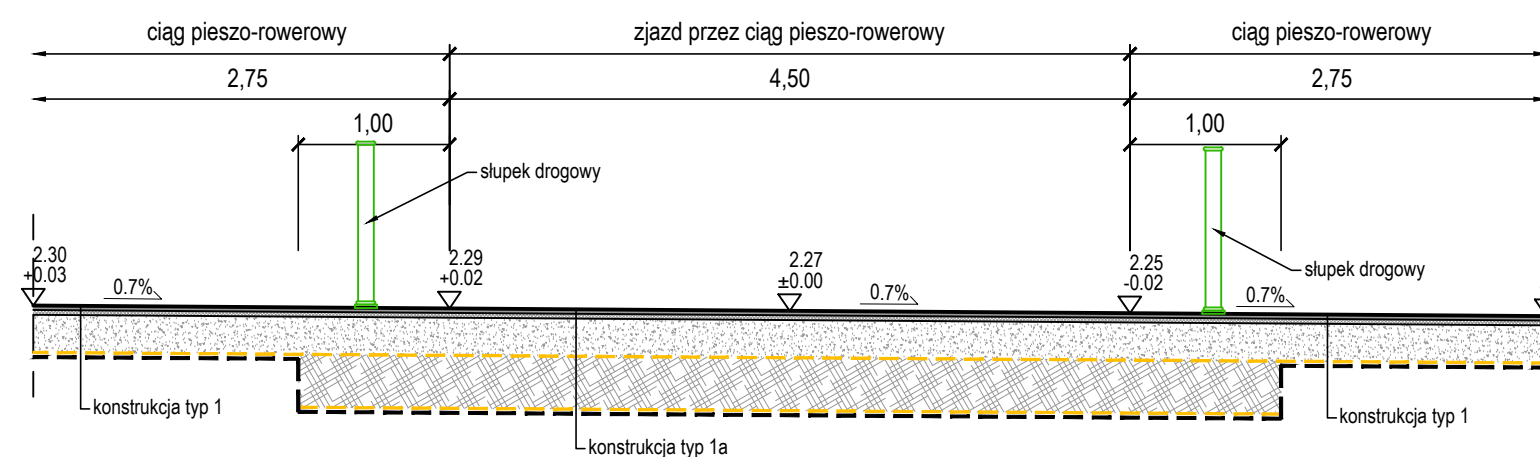 ciąg pieszo-rowerowy
zjazd przez ciąg pieszo-rowerowy
ciąg pieszo-rowerowy
2,75
4,50
2,75
1,00
1,00
słupek drogowy
2.30
+0.03
2.29
+0.02
2.27
±0.00
2.25
-0.02
słupek drogowy
0.7%
0.7%
0.7%
konstrukcja typ 1
konstrukcja typ 1a
konstrukcja typ 1